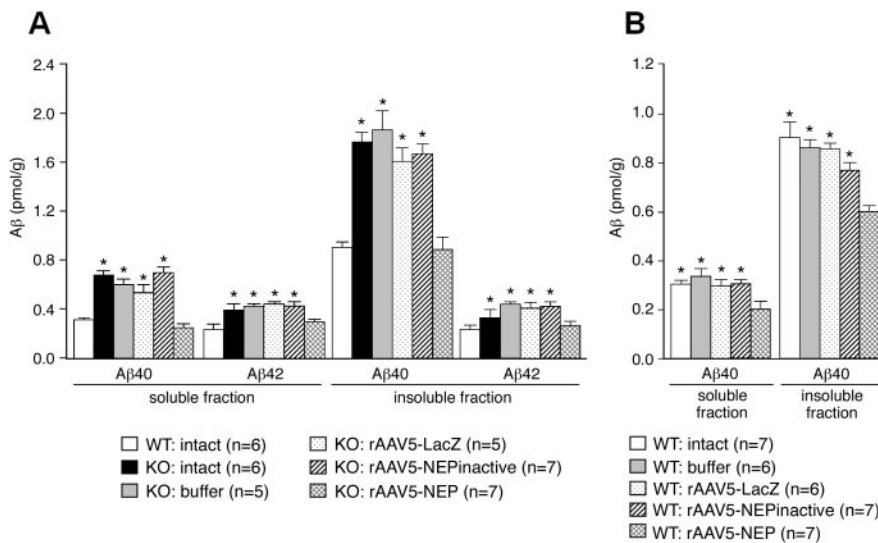 A
Aβ (pmol/g)
2.4
2.0
1.6
1.2
0.8
0.4
0.0
* * * *
* * * *
* * * *
* * * *
Aβ40 Aβ42 Aβ40 Aβ42
soluble fraction insoluble fraction
WT: intact (n=6)
KO: intact (n=6)
KO: buffer (n=5)
KO: rAAV5-LacZ (n=5)
KO: rAAV5-NEPinactive (n=7)
KO: rAAV5-NEP (n=7)
B
Aβ (pmol/g)
1.2
1.0
0.8
0.6
0.4
0.2
0.0
* * * *
* * * *
Aβ40 Aβ40
soluble insoluble
fraction fraction
WT: intact (n=7)
WT: buffer (n=6)
WT: rAAV5-LacZ (n=6)
WT: rAAV5-NEPinactive (n=7)
WT: rAAV5-NEP (n=7)